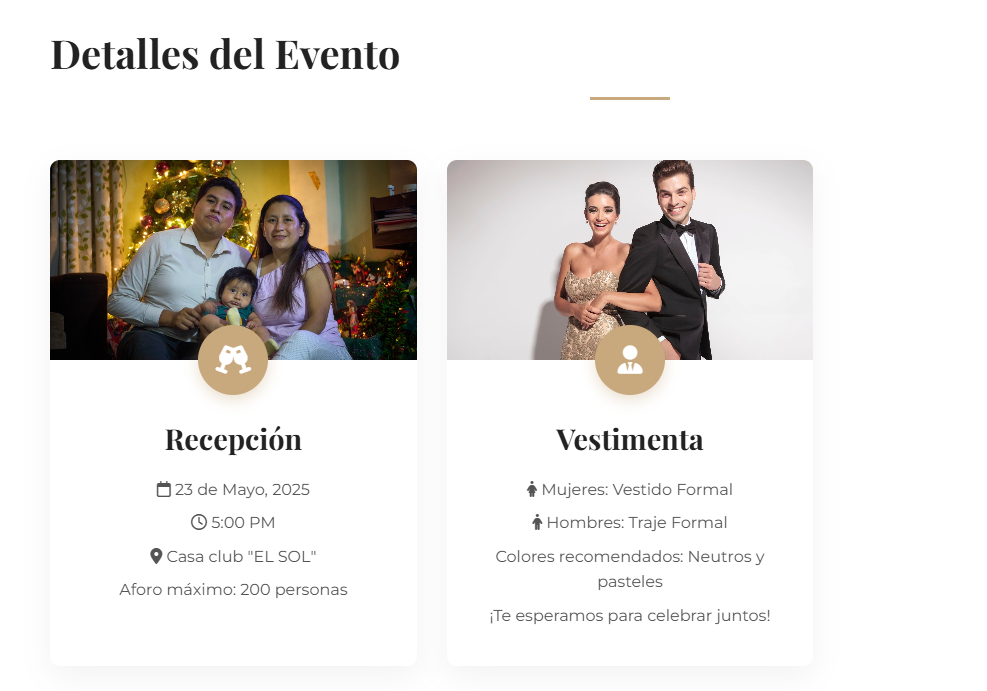 Detalles del Evento
Recepción
23 de Mayo, 2025
5:00 PM
Casa club "EL SOL"
Aforo máximo: 200 personas
Vestimenta
Mujeres: Vestido Formal
Hombres: Traje Formal
Colores recomendados: Neutros y
pasteles
¡Te esperamos para celebrar juntos!